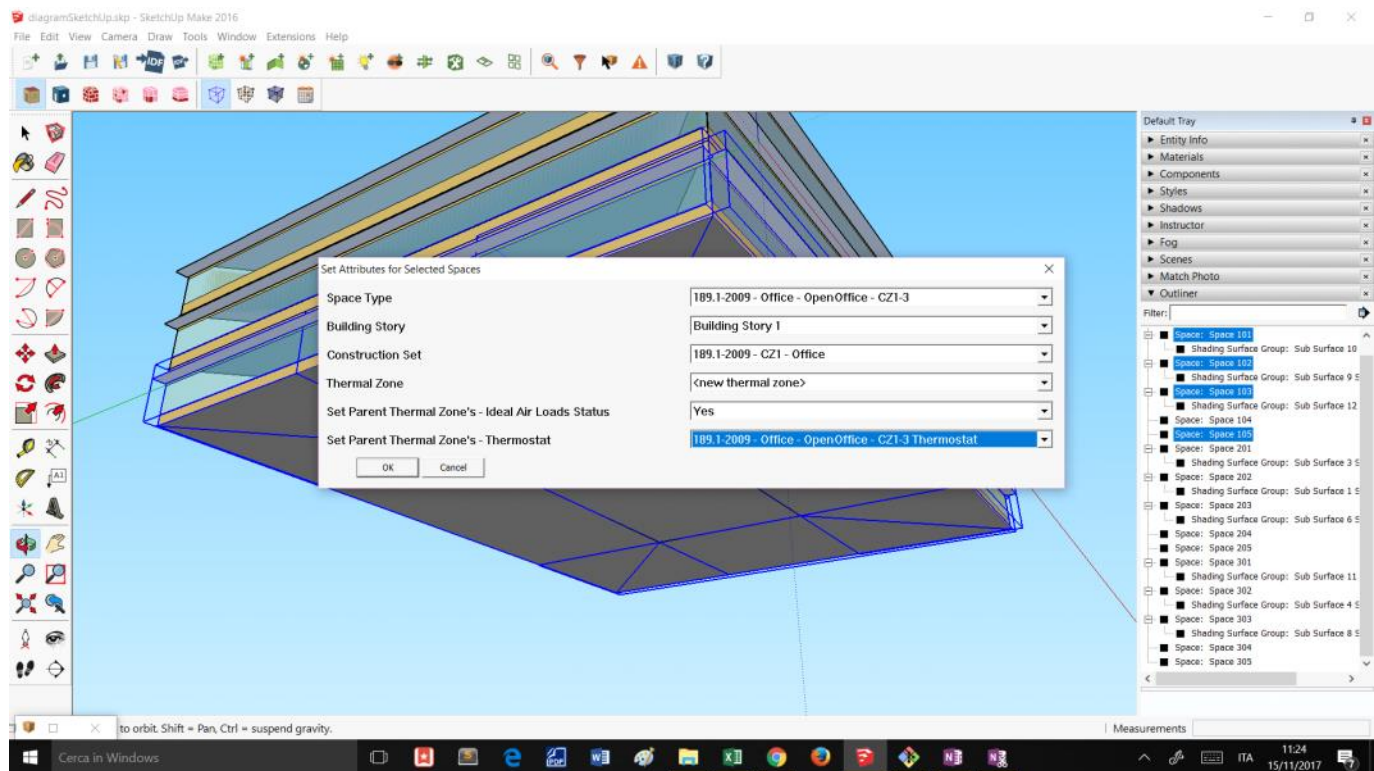 diagramSketchUp.skp - SketchUp Make 2016
File Edit View Camera Draw Tools Window Extensions Help
IDF
Default Tray
Entity Info
Materials
Components
Styles
Shadows
Instructor
Fog
Scenes
Match Photo
Outliner
Filter:
Space: Space 101
Shading Surface Group: Sub Surface 10
Space: Space 102
Shading Surface Group: Sub Surface 9 S
Space: Space 103
Shading Surface Group: Sub Surface 12
Space: Space 104
Space: Space 105
Space: Space 201
Shading Surface Group: Sub Surface 3 S
Space: Space 202
Shading Surface Group: Sub Surface 1 S
Space: Space 203
Shading Surface Group: Sub Surface 6 S
Space: Space 204
Space: Space 205
Space: Space 301
Shading Surface Group: Sub Surface 11
Space: Space 302
Shading Surface Group: Sub Surface 4 S
Space: Space 303
Shading Surface Group: Sub Surface 8 S
Space: Space 304
Space: Space 305
Set Attributes for Selected Spaces
Space Type 189.1-2009 - Office - OpenOffice - CZ1-3
Building Story Building Story 1
Construction Set 189.1-2009 - CZ1 - Office
Thermal Zone <new thermal zone>
Set Parent Thermal Zone's - Ideal Air Loads Status Yes
Set Parent Thermal Zone's - Thermostat 189.1-2009 - Office - OpenOffice - CZ1-3 Thermostat
OK Cancel
A1
to orbit. Shift = Pan, Ctrl = suspend gravity.
Measurements
Cerca in Windows
ITA
11:24
15/11/2017